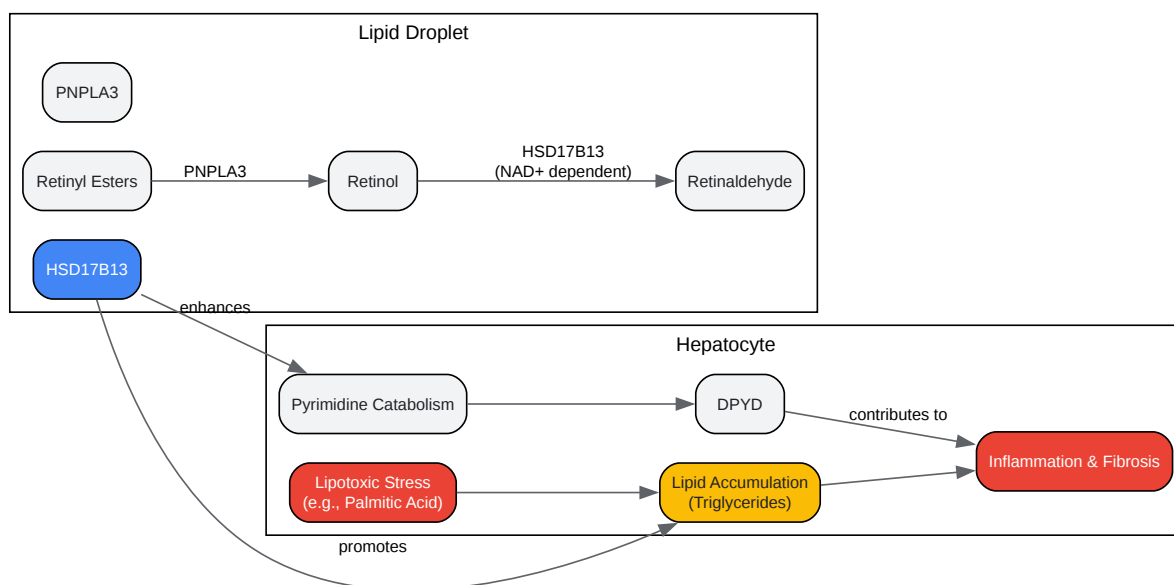 Lipid Droplet
PNPLA3
Retinyl Esters
PNPLA3
Retinol
HSD17B13
(NAD+ dependent)
Retinaldehyde
HSD17B13
enhances
Hepatocyte
Pyrimidine Catabolism
DPYD
contributes to
Inflammation & Fibrosis
Lipotoxic Stress
(e.g., Palmitic Acid)
Lipid Accumulation
(Triglycerides)
promotes